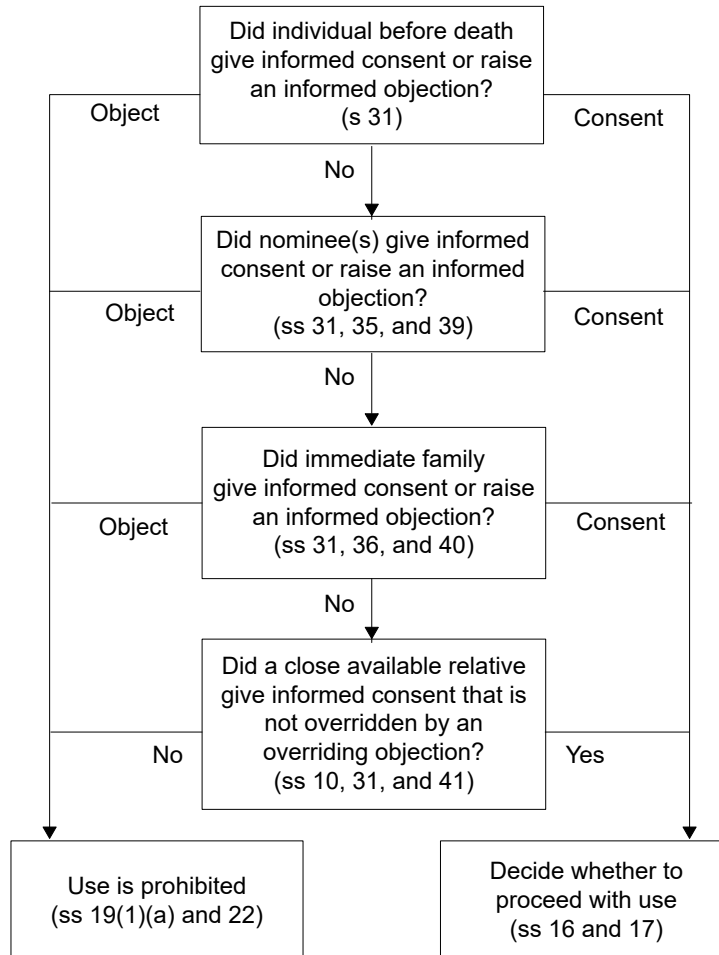 Did individual before death
give informed consent or raise
an informed objection?
(s 31)
Object
Consent
No
Did nominee(s) give informed
consent or raise an informed
objection?
(ss 31, 35, and 39)
Object
Consent
No
Did immediate family
give informed consent or raise
an informed objection?
(ss 31, 36, and 40)
Object
Consent
No
Did a close available relative
give informed consent that is
not overridden by an
overriding objection?
(ss 10, 31, and 41)
No
Yes
Use is prohibited
(ss 19(1)(a) and 22)
Decide whether to
proceed with use
(ss 16 and 17)